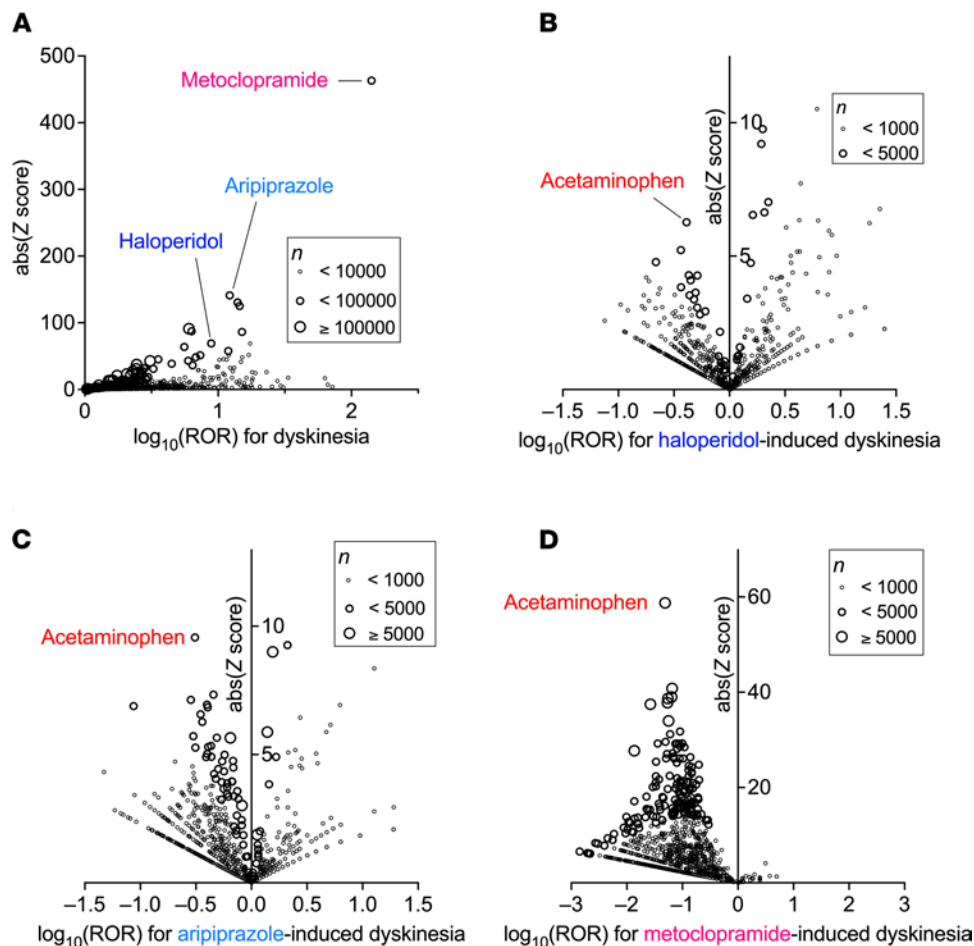 A
500
400
300
200
100
0
abs(Z score)
Metoclopramide
Aripiprazole
Haloperidol
n
< 10000
< 100000
≥ 100000
0
1
2
log10(ROR) for dyskinesia
B
10
5
abs(Z score)
n
< 1000
< 5000
Acetaminophen
–1.5
–1.0
–0.5
0.0
0.5
1.0
1.5
log10(ROR) for haloperidol-induced dyskinesia
C
10
5
abs(Z score)
n
< 1000
< 5000
≥ 5000
Acetaminophen
–1.5
–1.0
–0.5
0.0
0.5
1.0
1.5
log10(ROR) for aripiprazole-induced dyskinesia
D
60
40
20
abs(Z score)
n
< 1000
< 5000
≥ 5000
Acetaminophen
–3
–2
–1
0
1
2
3
log10(ROR) for metoclopramide-induced dyskinesia